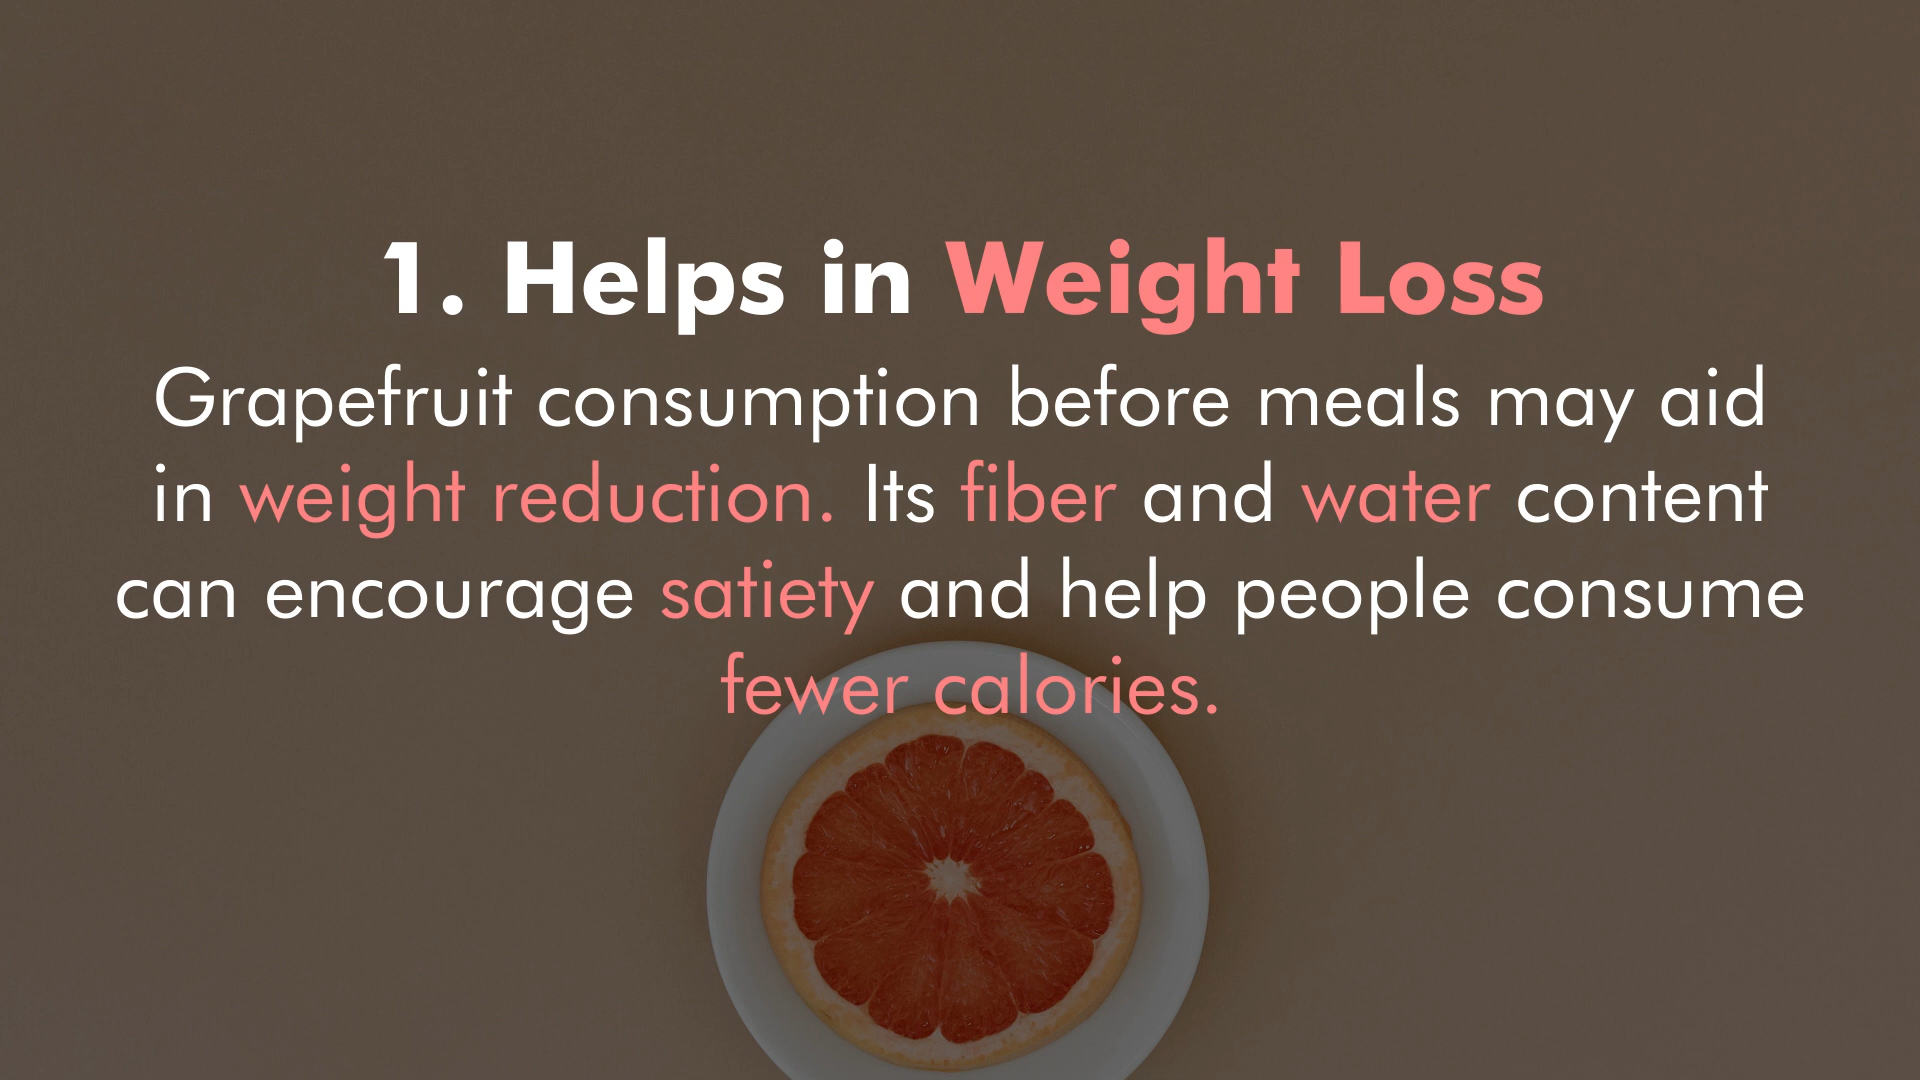 1. Helps in Weight Loss
Grapefruit consumption before meals may aid
in weight reduction. Its fiber and water content
can encourage satiety and help people consume
fewer calories.